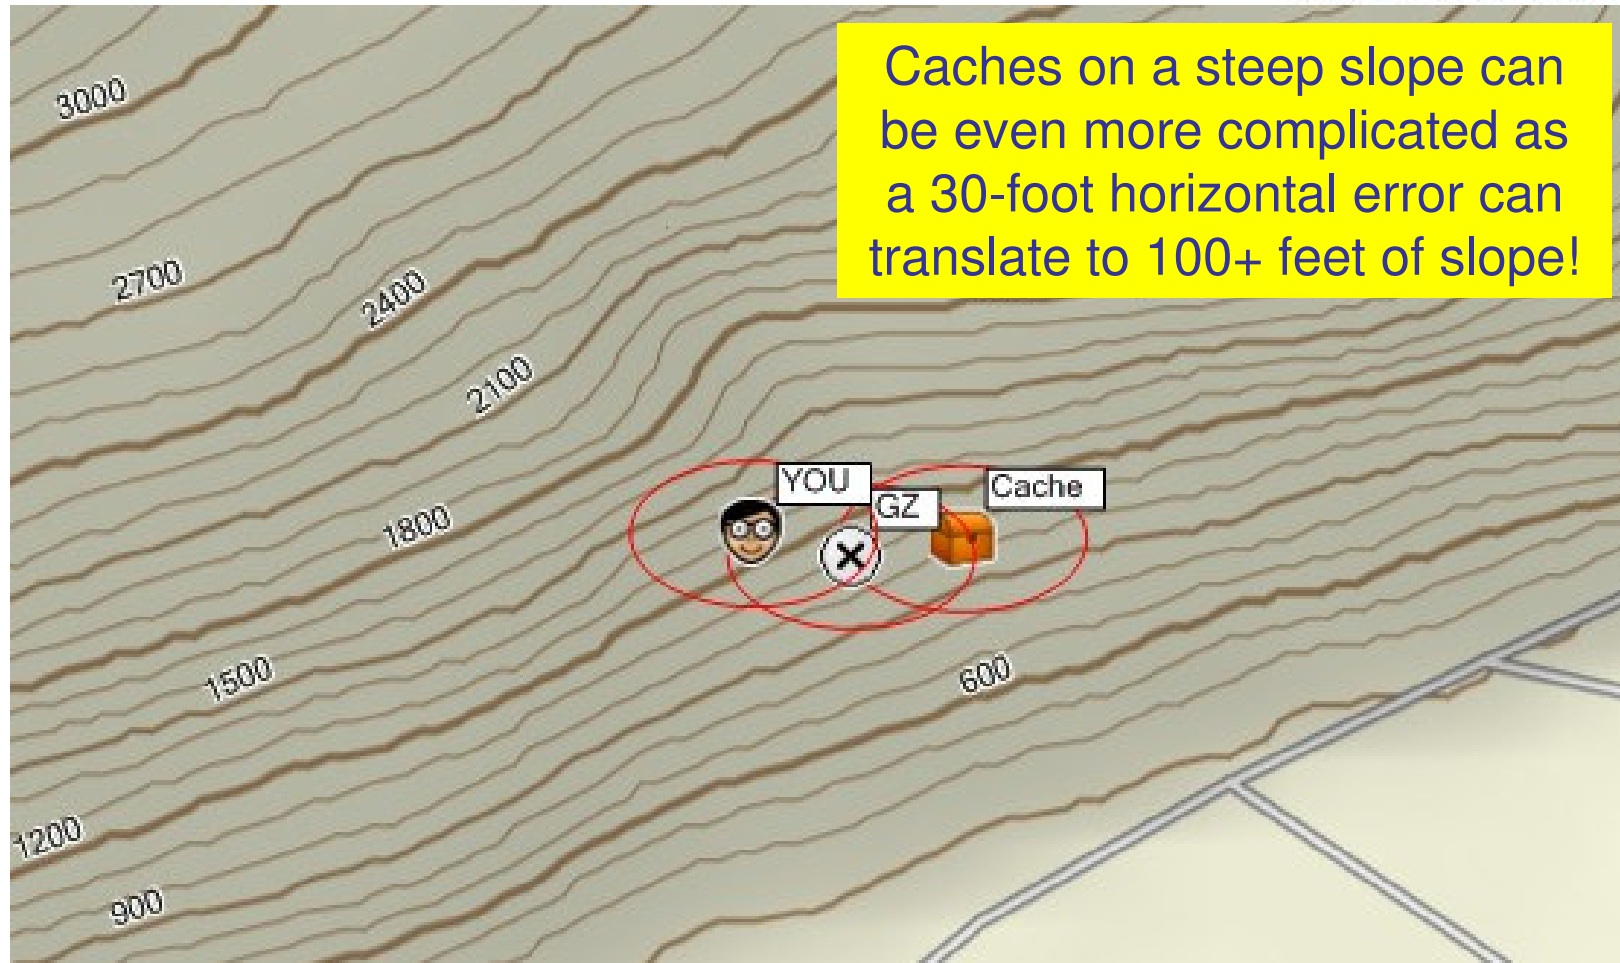 Caches on a steep slope can
be even more complicated as
a 30-foot horizontal error can
translate to 100+ feet of slope!
3000
2700
2400
2100
YOU
GZ
Cache
1800
1500
600
1200
900